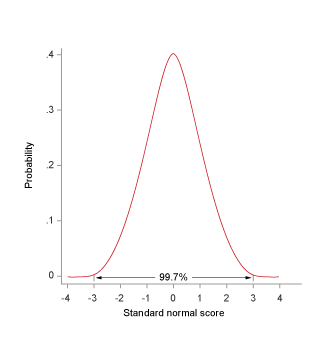 .4
.3
.2
.1
0
Probability
99.7%
-4 -3 -2 -1 0 1 2 3 4
Standard normal score